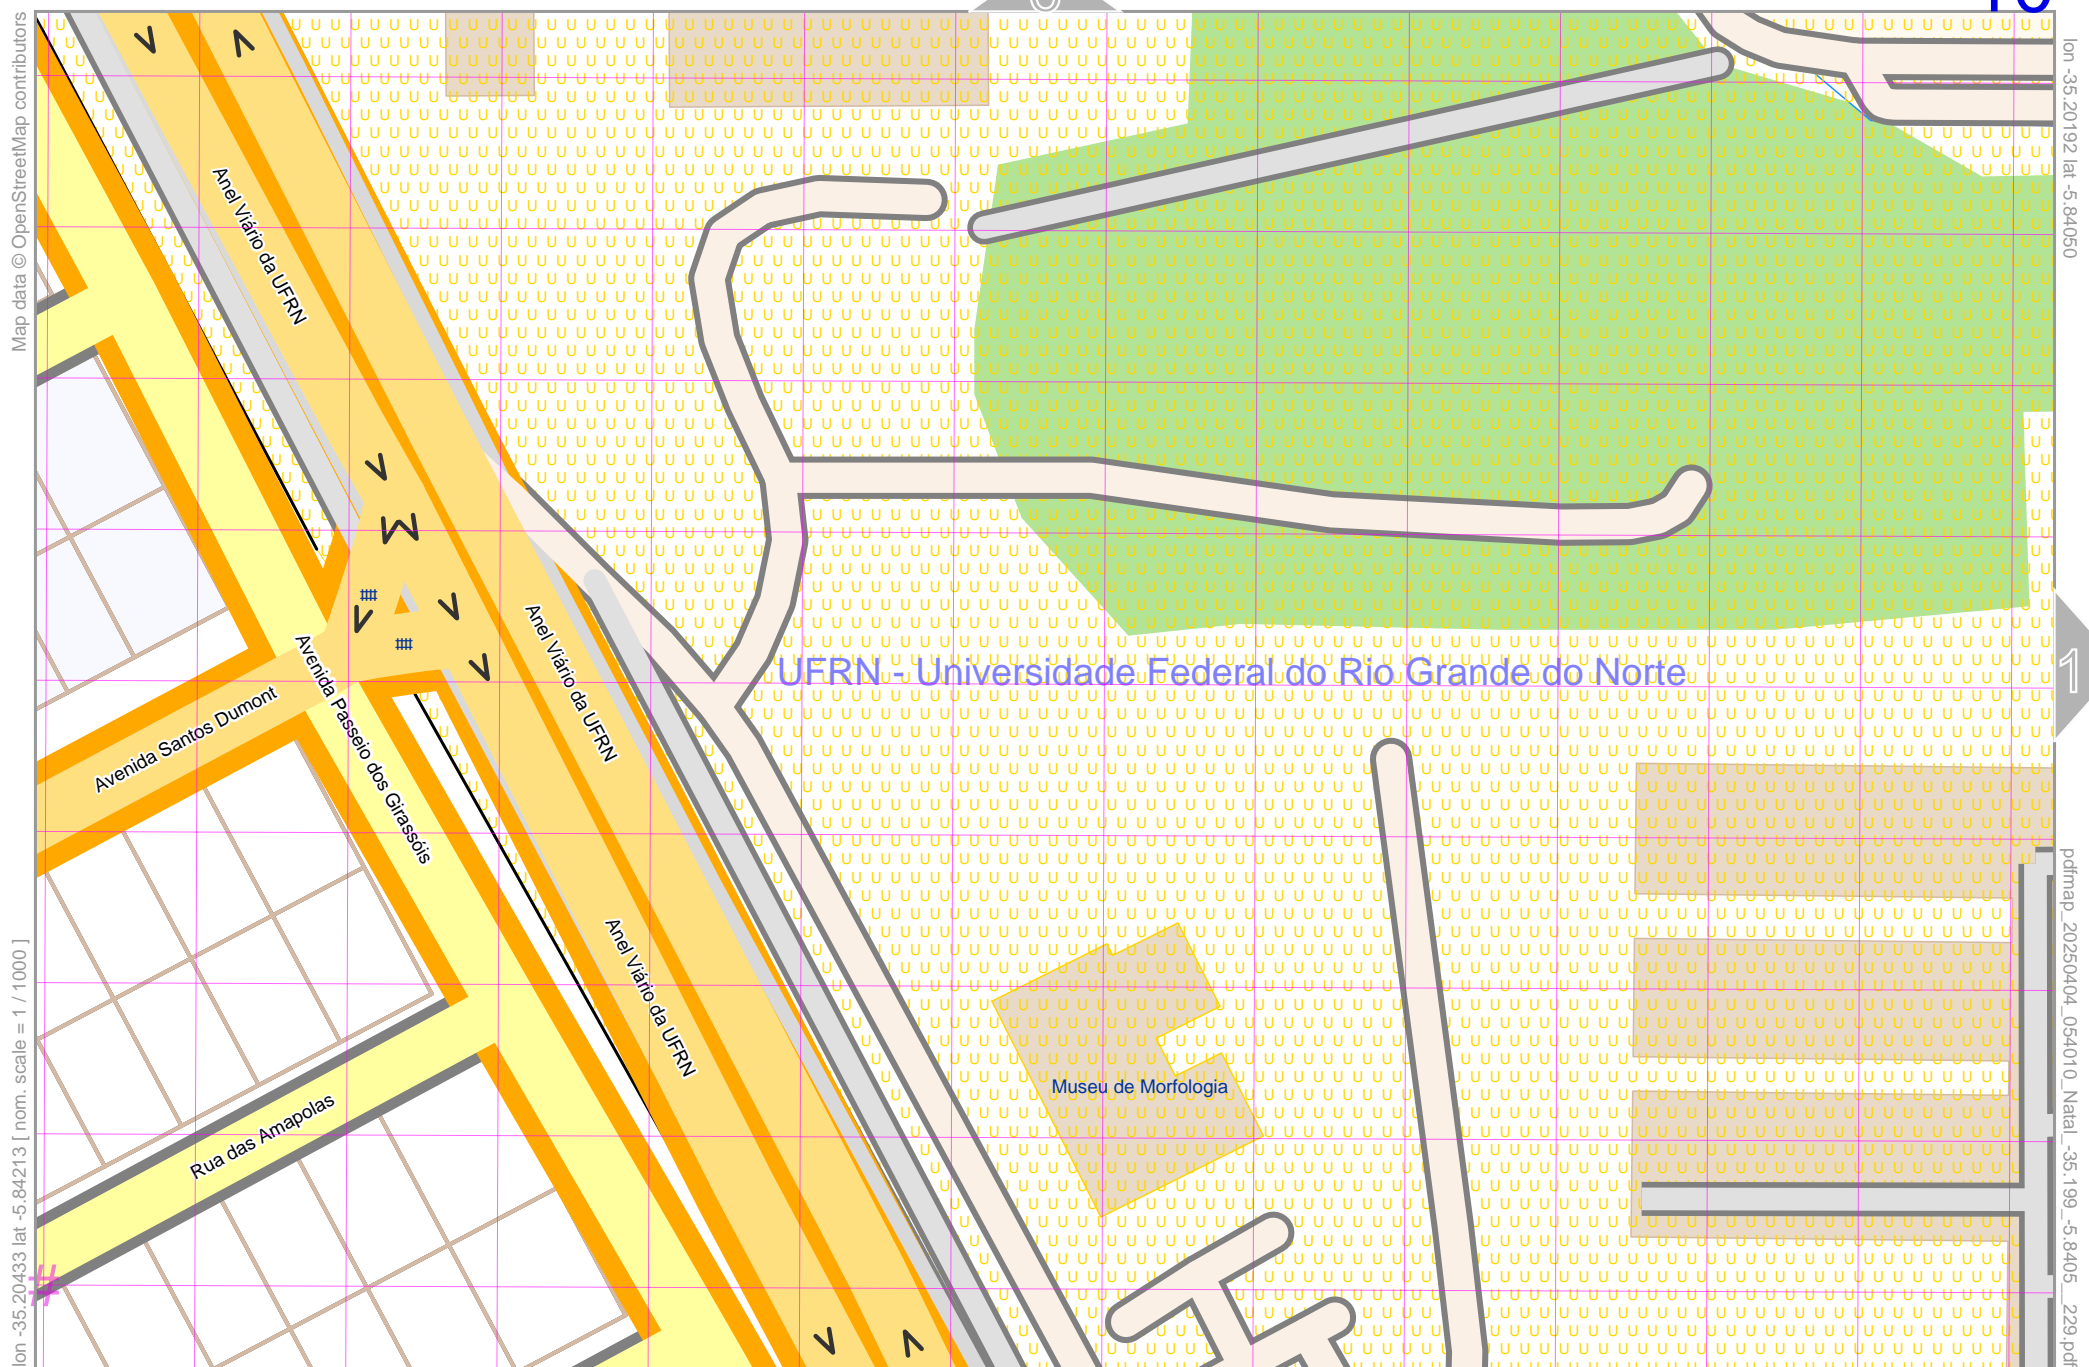 Map data © OpenStreetMap contributors
lon -35.20192 lat -5.84050
Anel Viário da UFRN
Anel Viário da UFRN
UFRN - Universidade Federal do Rio Grande do Norte
1
Avenida Santos Dumont
Avenida Passeio dos Girassóis
Anel Viário da UFRN
Museu de Morfologia
Rua das Amapolas
lon -35.20433 lat -5.84213 [ nom. scale = 1 / 1000 ]
pdfmap_20250404_054010_Natal_-35.199_-5.8405__229.pdf
#